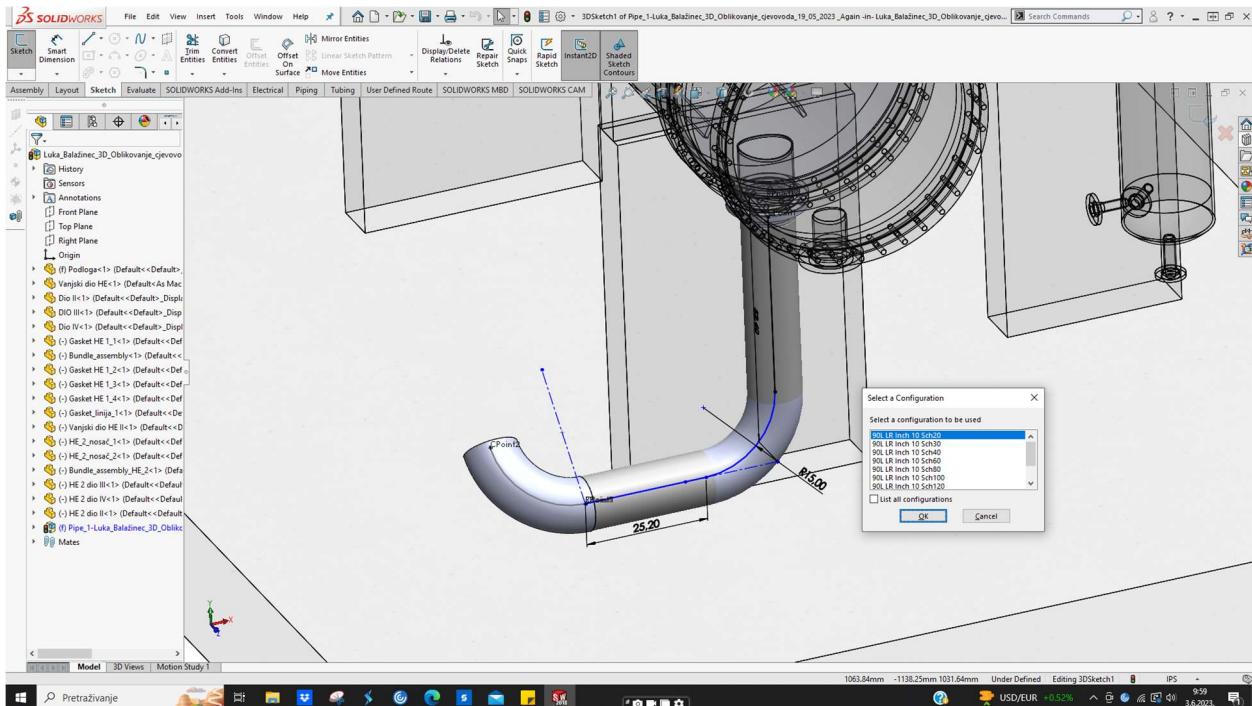 SOLIDWORKS
File Edit View Insert Tools Window Help
3DSketch1 of Pipe_1-Luka_Balažinec_3D_Oblikovanje_cjevovoda_19_05_2023 _Again -in- Luka_Balažinec_3D_Oblikovanje_cjevo...
Search Commands
Sketch
Smart Dimension
Trim Entities
Convert Entities
Offset Entities
Offset On Surface
Mirror Entities
Linear Sketch Pattern
Move Entities
Display/Delete Relations
Repair Sketch
Quick Snaps
Rapid Sketch
Instant2D
Shaded Sketch Contours
Assembly Layout Sketch Evaluate SOLIDWORKS Add-Ins Electrical Piping Tubing User Defined Route SOLIDWORKS MBD SOLIDWORKS CAM
Luka_Balažinec_3D_Oblikovanje_cjevovo
History
Sensors
Annotations
Front Plane
Top Plane
Right Plane
Origin
(f) Podloga<1> (Default<<Default>_
Vanjski dio HE<1> (Default<As Mac
Dio II<1> (Default<<Default>_Displa
DIO III<1> (Default<<Default>_Disp
Dio IV<1> (Default<<Default>_Displ
(-) Gasket HE 1_1<1> (Default<<Def
(-) Bundle_assembly<1> (Default<<
(-) Gasket HE 1_2<1> (Default<<Def
(-) Gasket HE 1_3<1> (Default<<Def
(-) Gasket HE 1_4<1> (Default<<Def
(-) Gasket_linija_1<1> (Default<<De
(-) Vanjski dio HE II<1> (Default<<D
(-) HE_2_nosač_1<1> (Default<<Def
(-) HE_2_nosač_2<1> (Default<<Def
(-) Bundle_assembly_HE_2<1> (Defa
(-) HE 2 dio III<1> (Default<<Defaul
(-) HE 2 dio IV<1> (Default<<Defaul
(-) HE 2 dio II<1> (Default<<Default
(f) Pipe_1-Luka_Balažinec_3D_Obliko
Mates
CPoint2
25,20
R15,00
Select a Configuration
Select a configuration to be used
90L LR Inch 10 Sch20
90L LR Inch 10 Sch30
90L LR Inch 10 Sch40
90L LR Inch 10 Sch60
90L LR Inch 10 Sch80
90L LR Inch 10 Sch100
90L LR Inch 10 Sch120
List all configurations
OK Cancel
Y
X
Z
Model 3D Views Motion Study 1
1063.84mm -1138.25mm 1031.64mm Under Defined Editing 3DSketch1 IPS
Pretraživanje
USD/EUR +0.52%
9:59
3.6.2023.